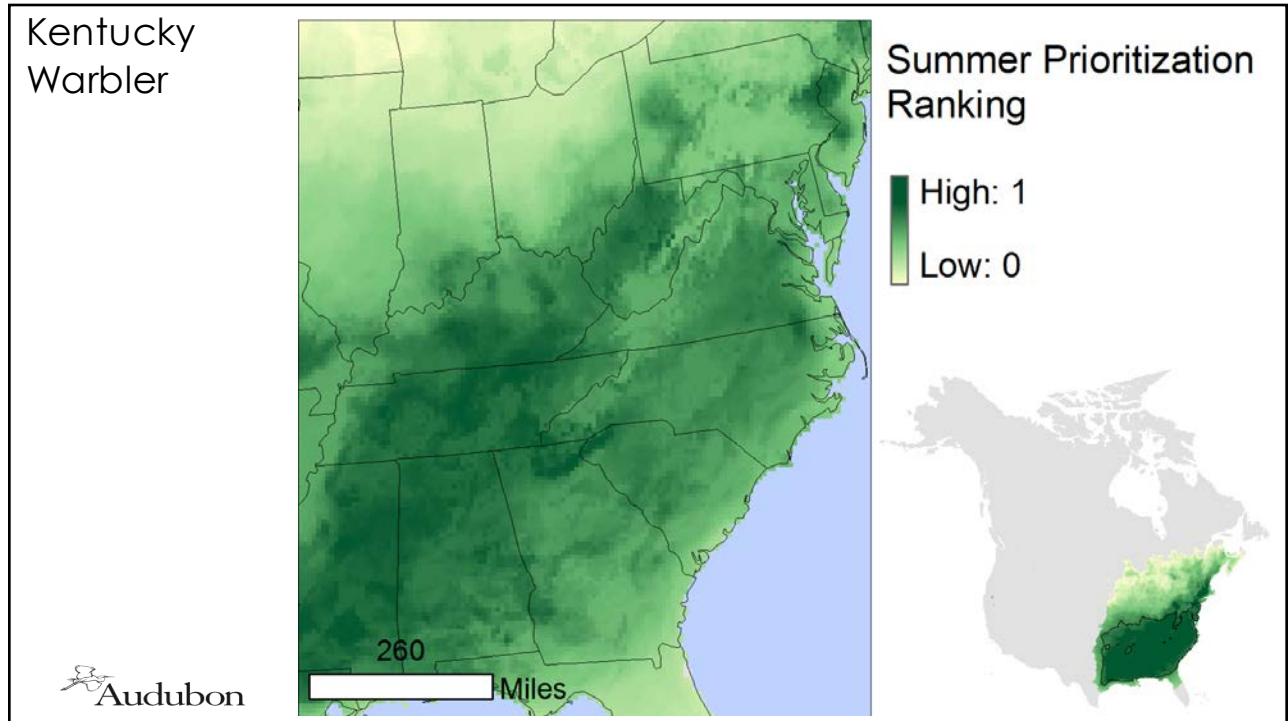 Kentucky
Warbler
Summer Prioritization
Ranking
High: 1
Low: 0
260
Miles
Audubon